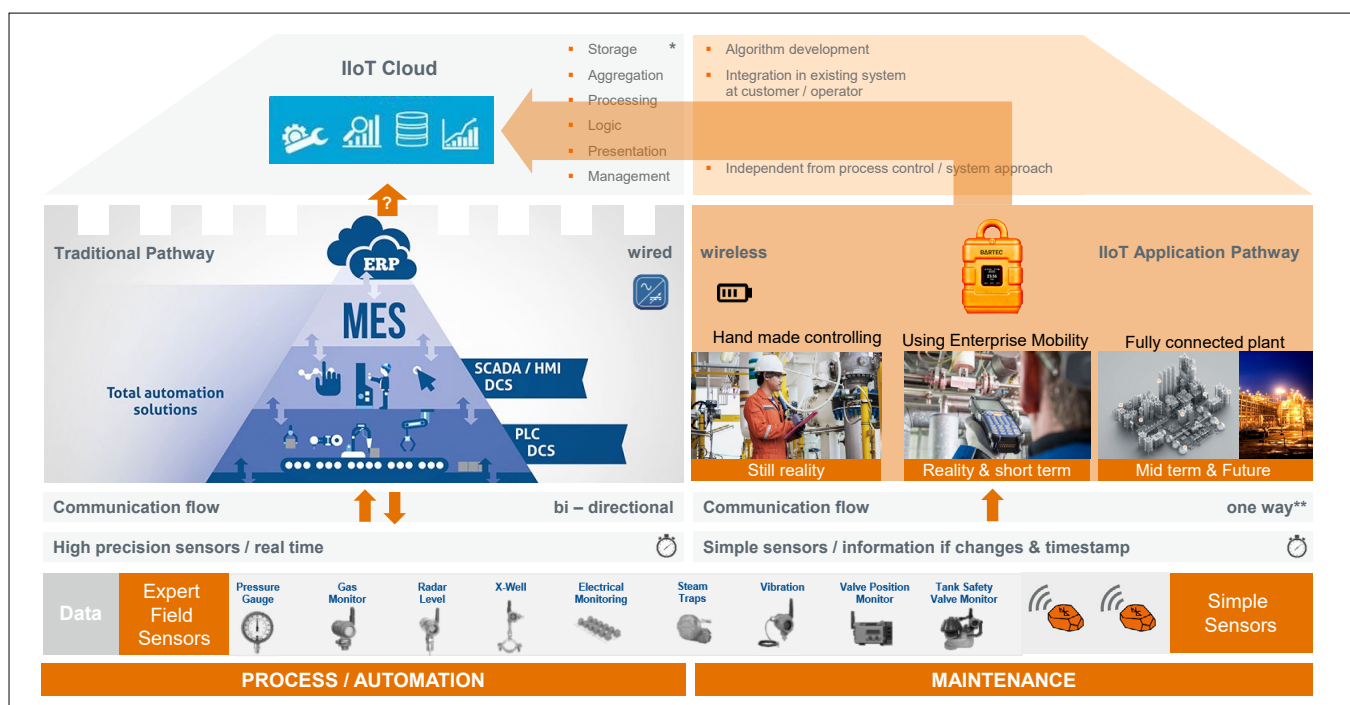 IIoT Cloud
Storage *
Aggregation
Processing
Logic
Presentation
Management
Algorithm development
Integration in existing system
at customer / operator
Independent from process control / system approach
?
Traditional Pathway
wired
ERP
MES
SCADA / HMI
DCS
Total automation
solutions
PLC
DCS
wireless
IIoT Application Pathway
BARTEC
Hand made controlling
Using Enterprise Mobility
Fully connected plant
Still reality
Reality & short term
Mid term & Future
Communication flow
bi – directional
Communication flow
one way**
High precision sensors / real time
Simple sensors / information if changes & timestamp
Data
Expert
Field
Sensors
Pressure
Gauge
Gas
Monitor
Radar
Level
X-Well
Electrical
Monitoring
Steam
Traps
Vibration
Valve Position
Monitor
Tank Safety
Valve Monitor
Simple
Sensors
PROCESS / AUTOMATION
MAINTENANCE